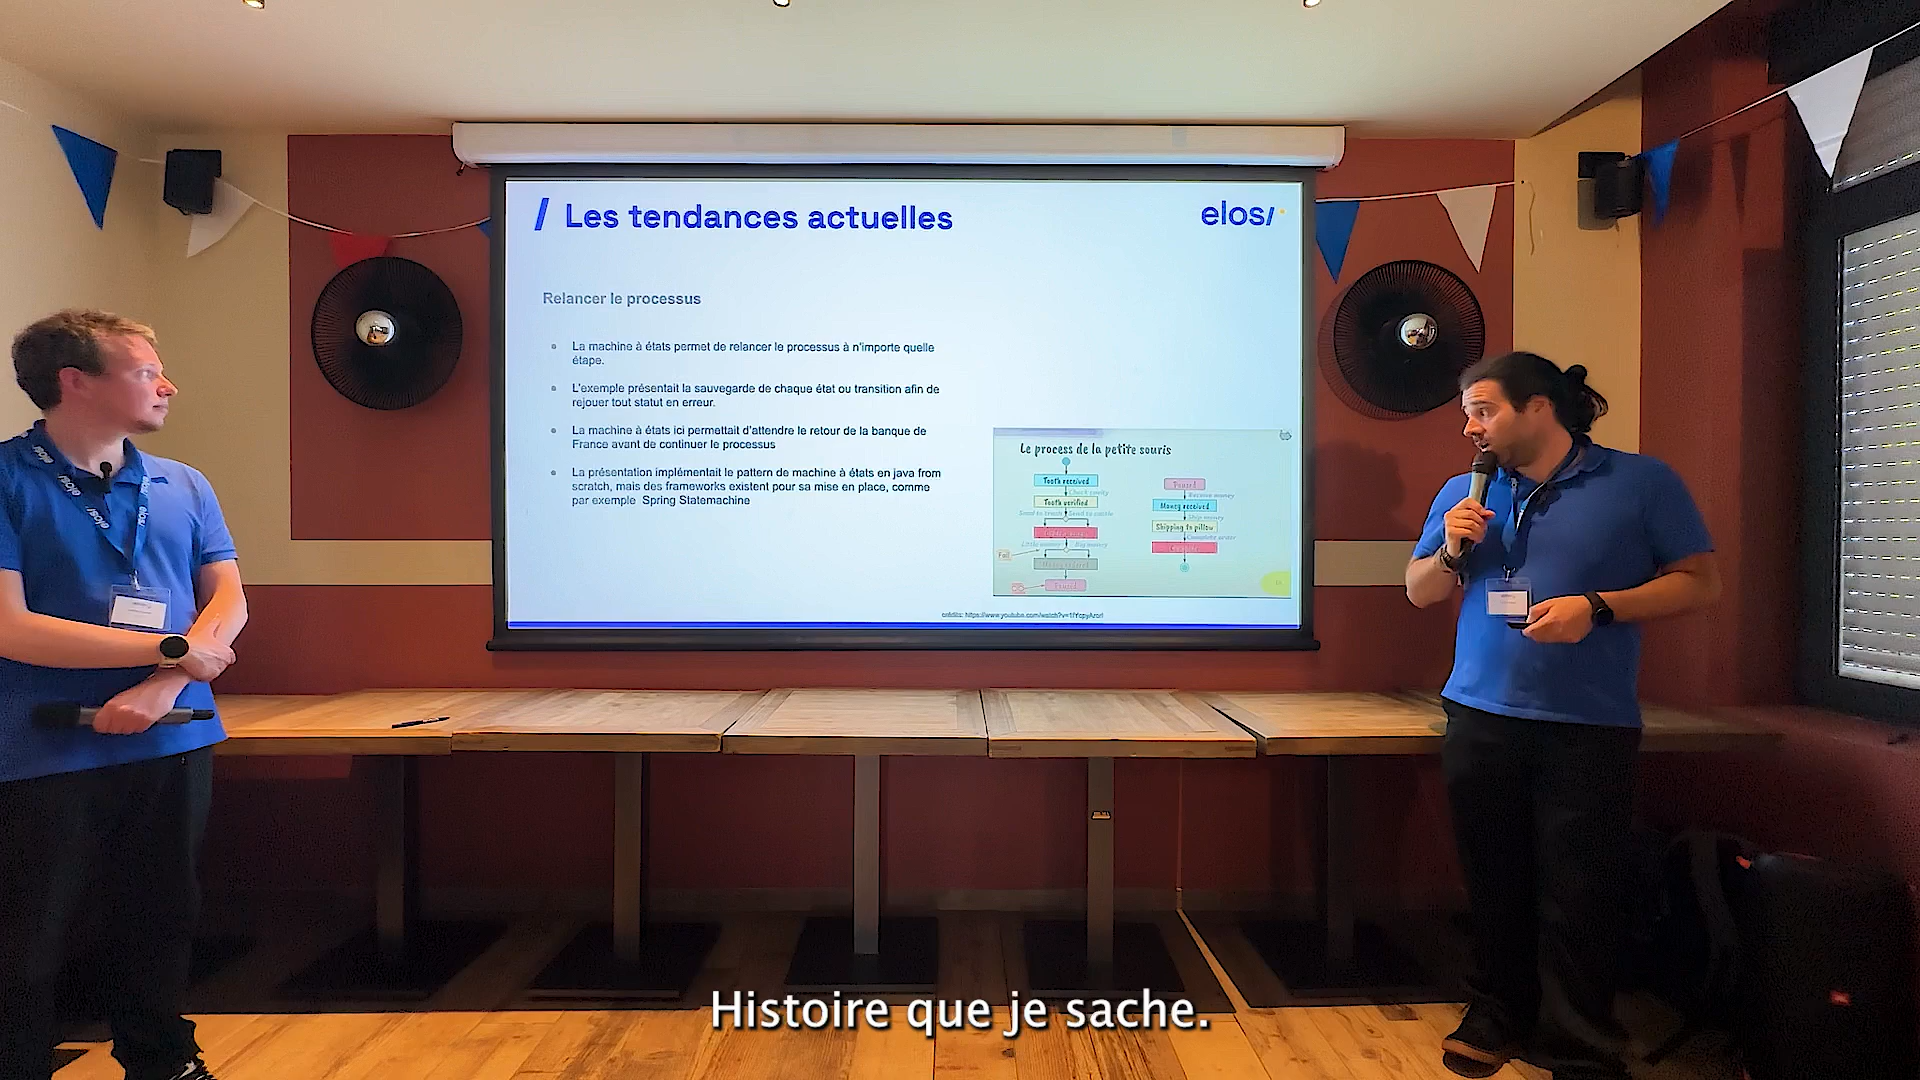 / Les tendances actuelles
elos/
Relancer le processus
La machine à états permet de relancer le processus à n'importe quelle
étape.
L'exemple présentait la sauvegarde de chaque état ou transition afin de
rejouer tout statut en erreur.
La machine à états ici permettait d'attendre le retour de la banque de
France avant de continuer le processus
La présentation implémentait le pattern de machine à états en java from
scratch, mais des frameworks existent pour sa mise en place, comme
par exemple Spring Statemachine
Le process de la petite souris
Tooth received
Tooth verified
Paused
Money received
Shipping to pillow
Fail
elosi
elosi
Histoire que je sache.